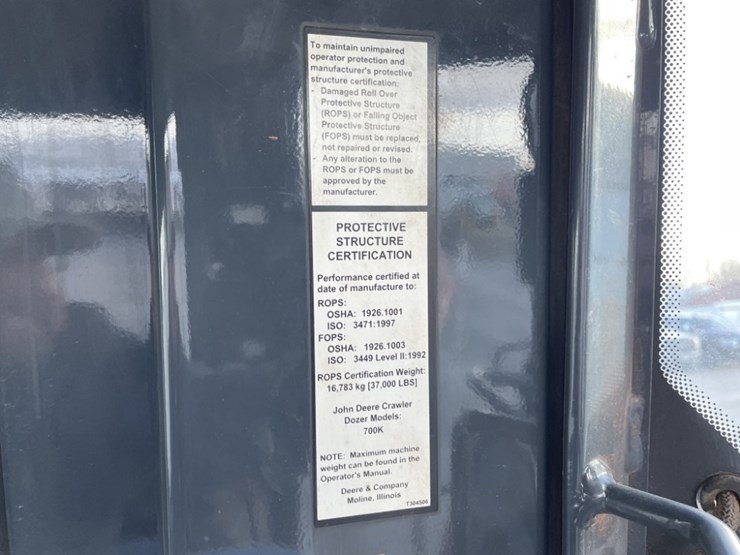 To maintain unimpaired
operator protection and
manufacturer's protective
structure certification:
- Damaged Roll Over
Protective Structure
(ROPS) or Falling Object
Protective Structure
(FOPS) must be replaced,
not repaired or revised.
- Any alteration to the
ROPS or FOPS must be
approved by the
manufacturer.
PROTECTIVE
STRUCTURE
CERTIFICATION
Performance certified at
date of manufacture to:
ROPS:
OSHA: 1926.1001
ISO: 3471:1997
FOPS:
OSHA: 1926.1003
ISO: 3449 Level II:1992
ROPS Certification Weight:
16,783 kg [37,000 LBS]
John Deere Crawler
Dozer Models:
700K
NOTE: Maximum machine
weight can be found in the
Operator's Manual.
Deere & Company
Moline, Illinois
T304506